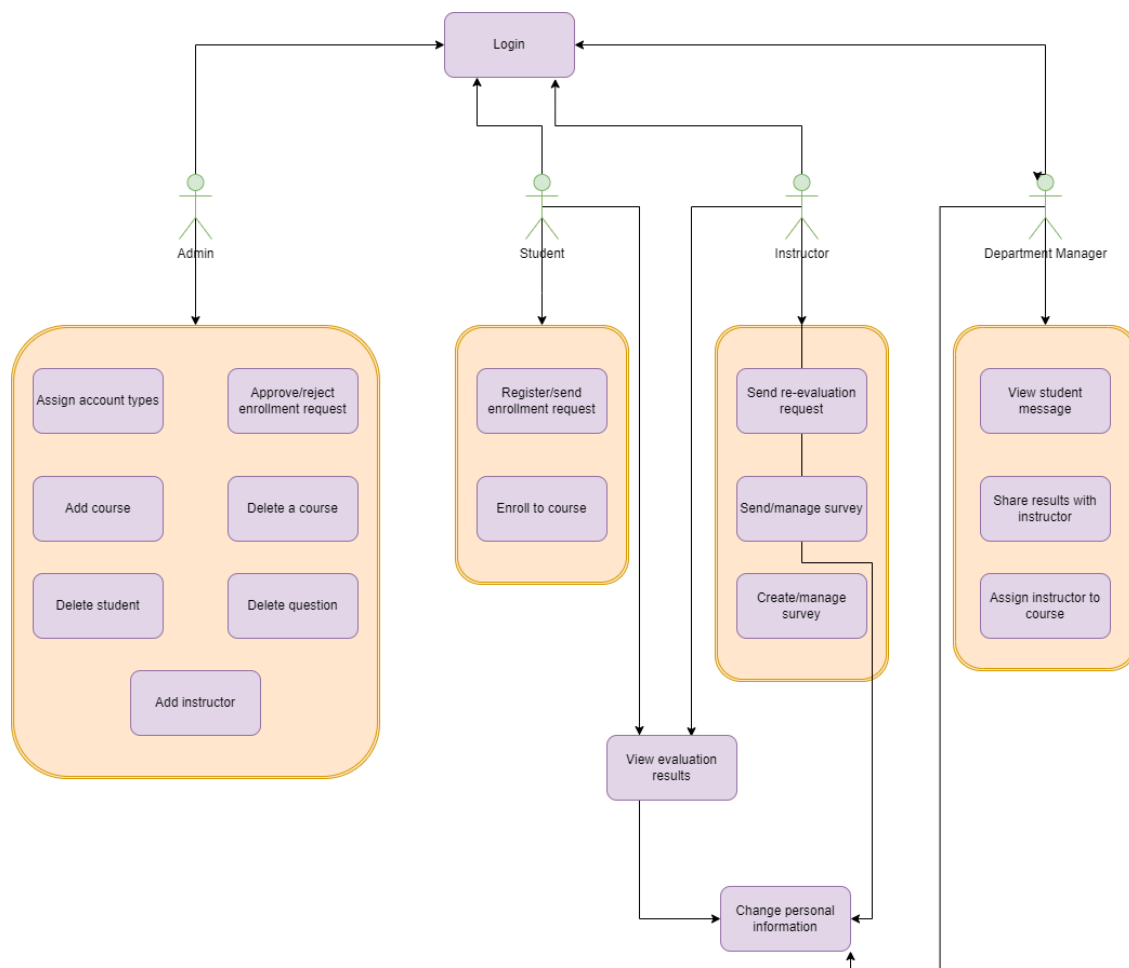 Login
Admin
Student
Instructor
Department Manager
Assign account types
Approve/reject
enrollment request
Add course
Delete a course
Delete student
Delete question
Add instructor
Register/send
enrollment request
Enroll to course
Send re-evaluation
request
Send/manage survey
Create/manage
survey
View student
message
Share results with
instructor
Assign instructor to
course
View evaluation
results
Change personal
information